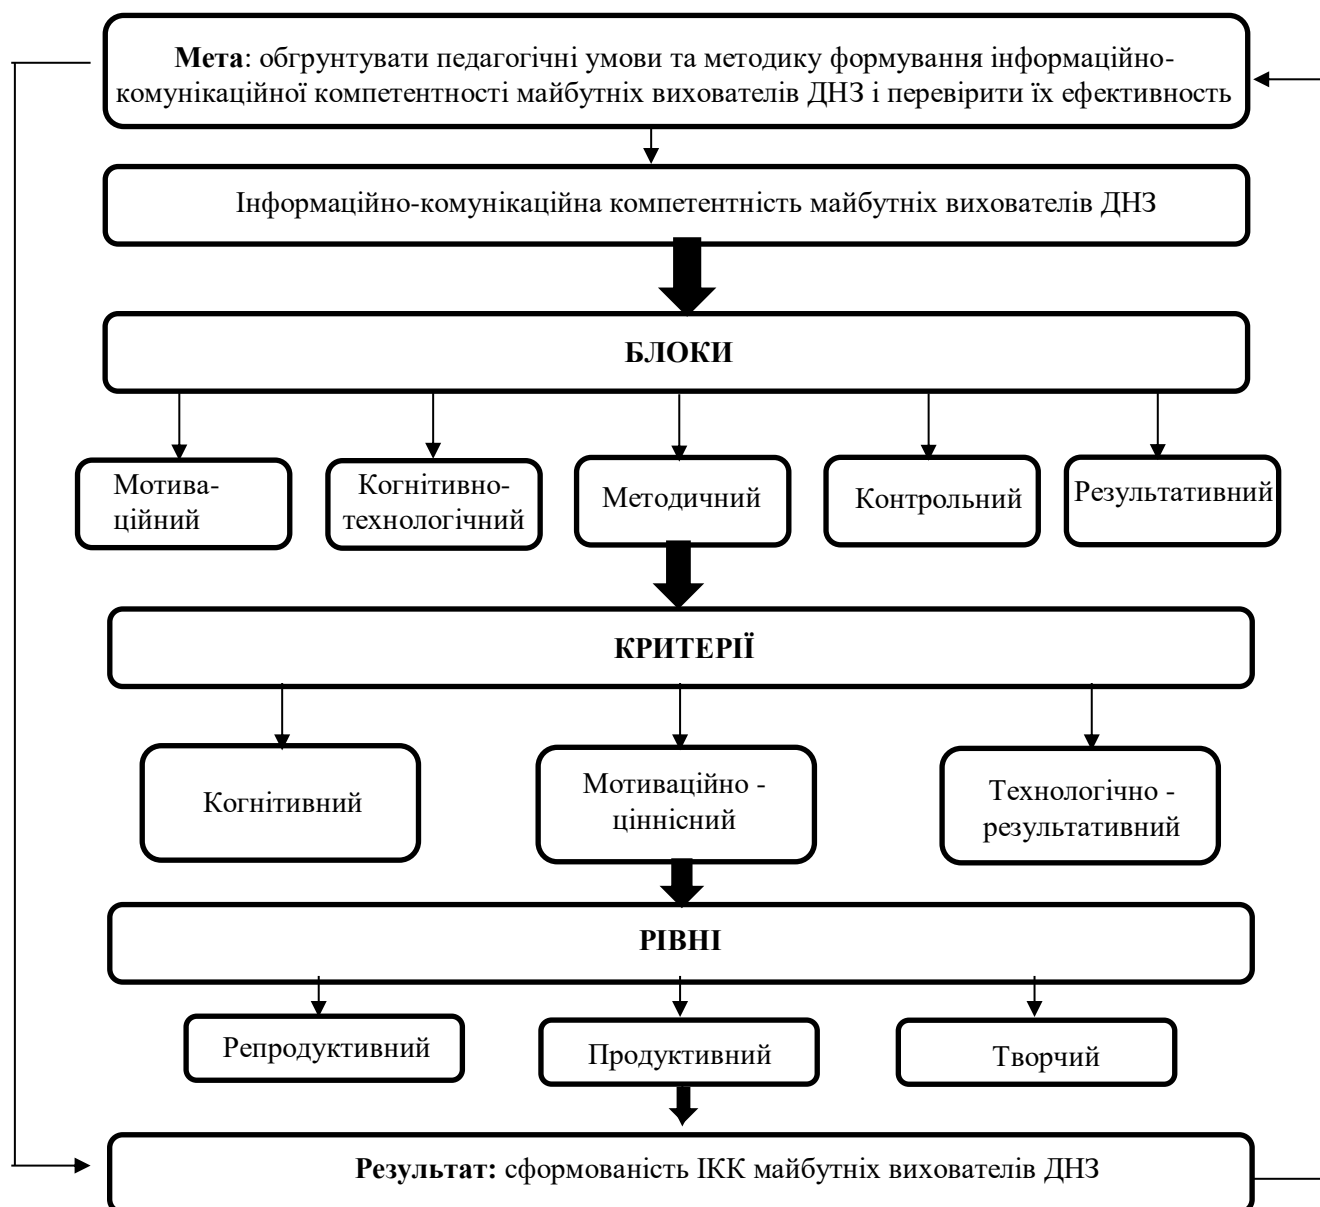 Мета: обгрунтувати педагогічні умови та методику формування інформаційно-
комунікаційної компетентності майбутніх вихователів ДНЗ і перевірити їх ефективность
Інформаційно-комунікаційна компетентність майбутніх вихователів ДНЗ
БЛОКИ
Мотива-
ційний
Когнітивно-
технологічний
Методичний
Контрольний
Результативний
КРИТЕРІЇ
Когнітивний
Мотиваційно -
ціннісний
Технологічно -
результативний
РІВНІ
Репродуктивний
Продуктивний
Творчий
Результат: сформованість ІКК майбутніх вихователів ДНЗ